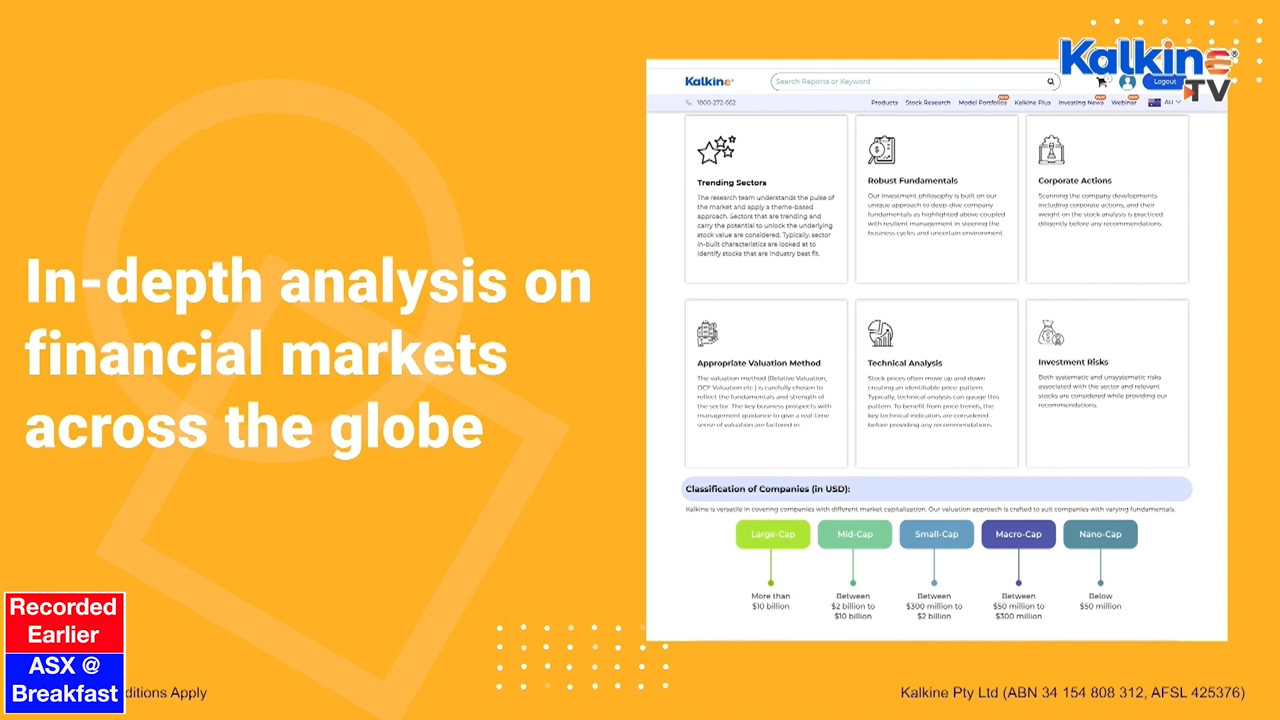 In-depth analysis on
financial markets
across the globe
Kalkine
TV
Kalkine
Search Reports or Keyword
Logout
1800-272-662
Products
Stock Research
Model Portfolios
Kalkine Plus
Investing News
Webinar
AU
Trending Sectors
The research team understands the pulse of
the market and apply a theme-based
approach. Sectors that are trending and
carry the potential to unlock the underlying
stock value are considered. Typically, sector
in-built characteristics are looked at to
identify stocks that are industry best fit.
Robust Fundamentals
Our investment philosophy is built on our
unique approach to deep-dive company
fundamentals as highlighted above coupled
with resilient management in steering the
business cycles and uncertain environment.
Corporate Actions
Scanning the company developments
including corporate actions, and their
weight on the stock analysis is practiced
diligently before any recommendations.
Appropriate Valuation Method
The valuation method (Relative Valuation,
DCF Valuation etc.) is carefully chosen to
reflect the fundamentals and strength of
the sector. The key business prospects with
management guidance to give a real-time
sense of valuation are factored in.
Technical Analysis
Stock prices often move up and down
creating an identifiable price pattern.
Typically, technical analysis can gauge this
pattern. To benefit from price trends, the
key technical indicators are considered
before providing any recommendations.
Investment Risks
Both systematic and unsystematic risks
associated with the sector and relevant
stocks are considered while providing our
recommendations.
Classification of Companies (in USD):
Kalkine is versatile in covering companies with different market capitalization. Our valuation approach is crafted to suit companies with varying fundamentals.
Large-Cap
Mid-Cap
Small-Cap
Macro-Cap
Nano-Cap
More than
$10 billion
Between
$2 billion to
$10 billion
Between
$300 million to
$2 billion
Between
$50 million to
$300 million
Below
$50 million
Recorded
Earlier
ASX @
Breakfast
ditions Apply
Kalkine Pty Ltd (ABN 34 154 808 312, AFSL 425376)